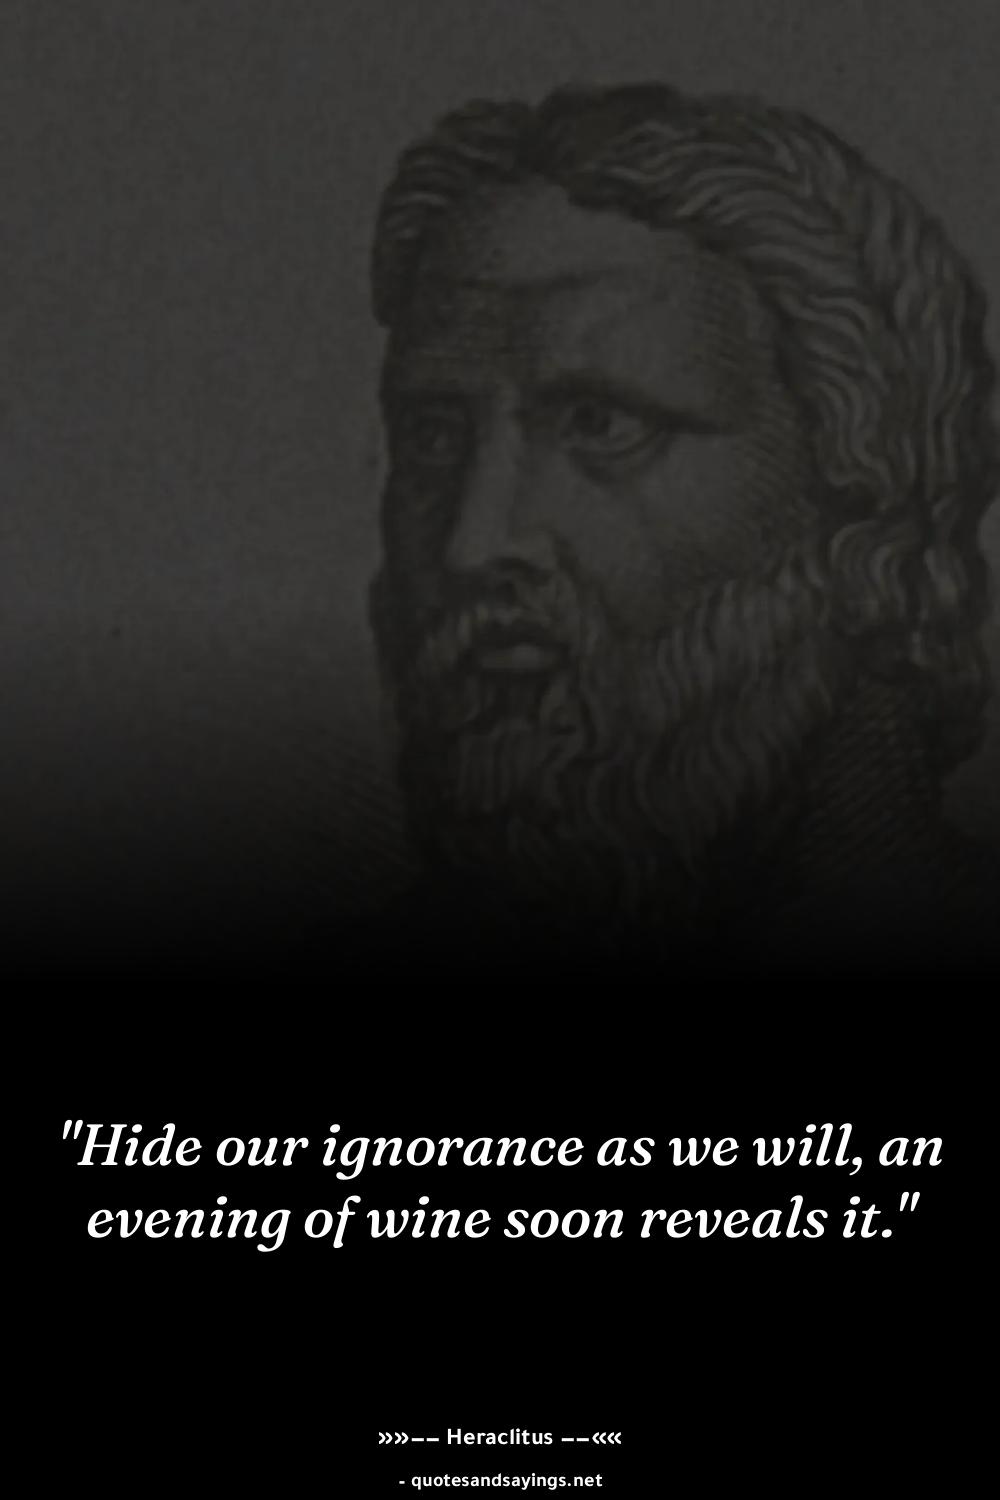 "Hide our ignorance as we will, an
evening of wine soon reveals it."
»»–– Heraclitus ––««
- quotesandsayings.net